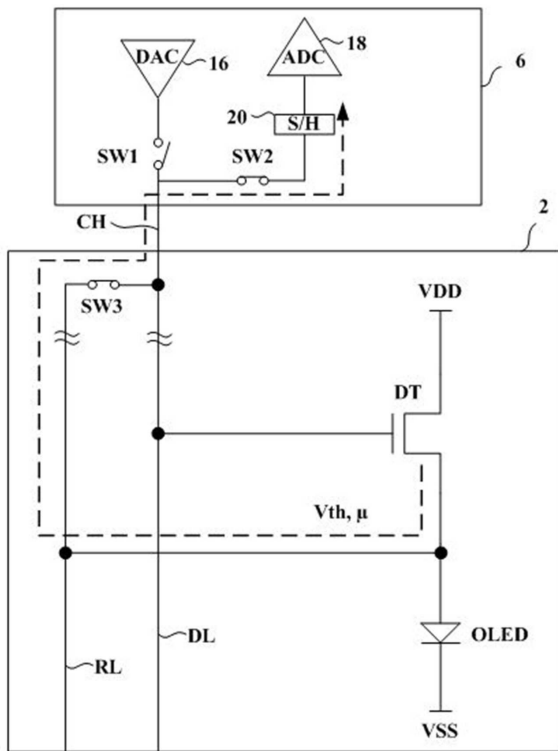 DAC
16
ADC
18
6
20
S/H
SW1
SW2
CH
2
SW3
VDD
DT
Vth, μ
DL
OLED
RL
VSS